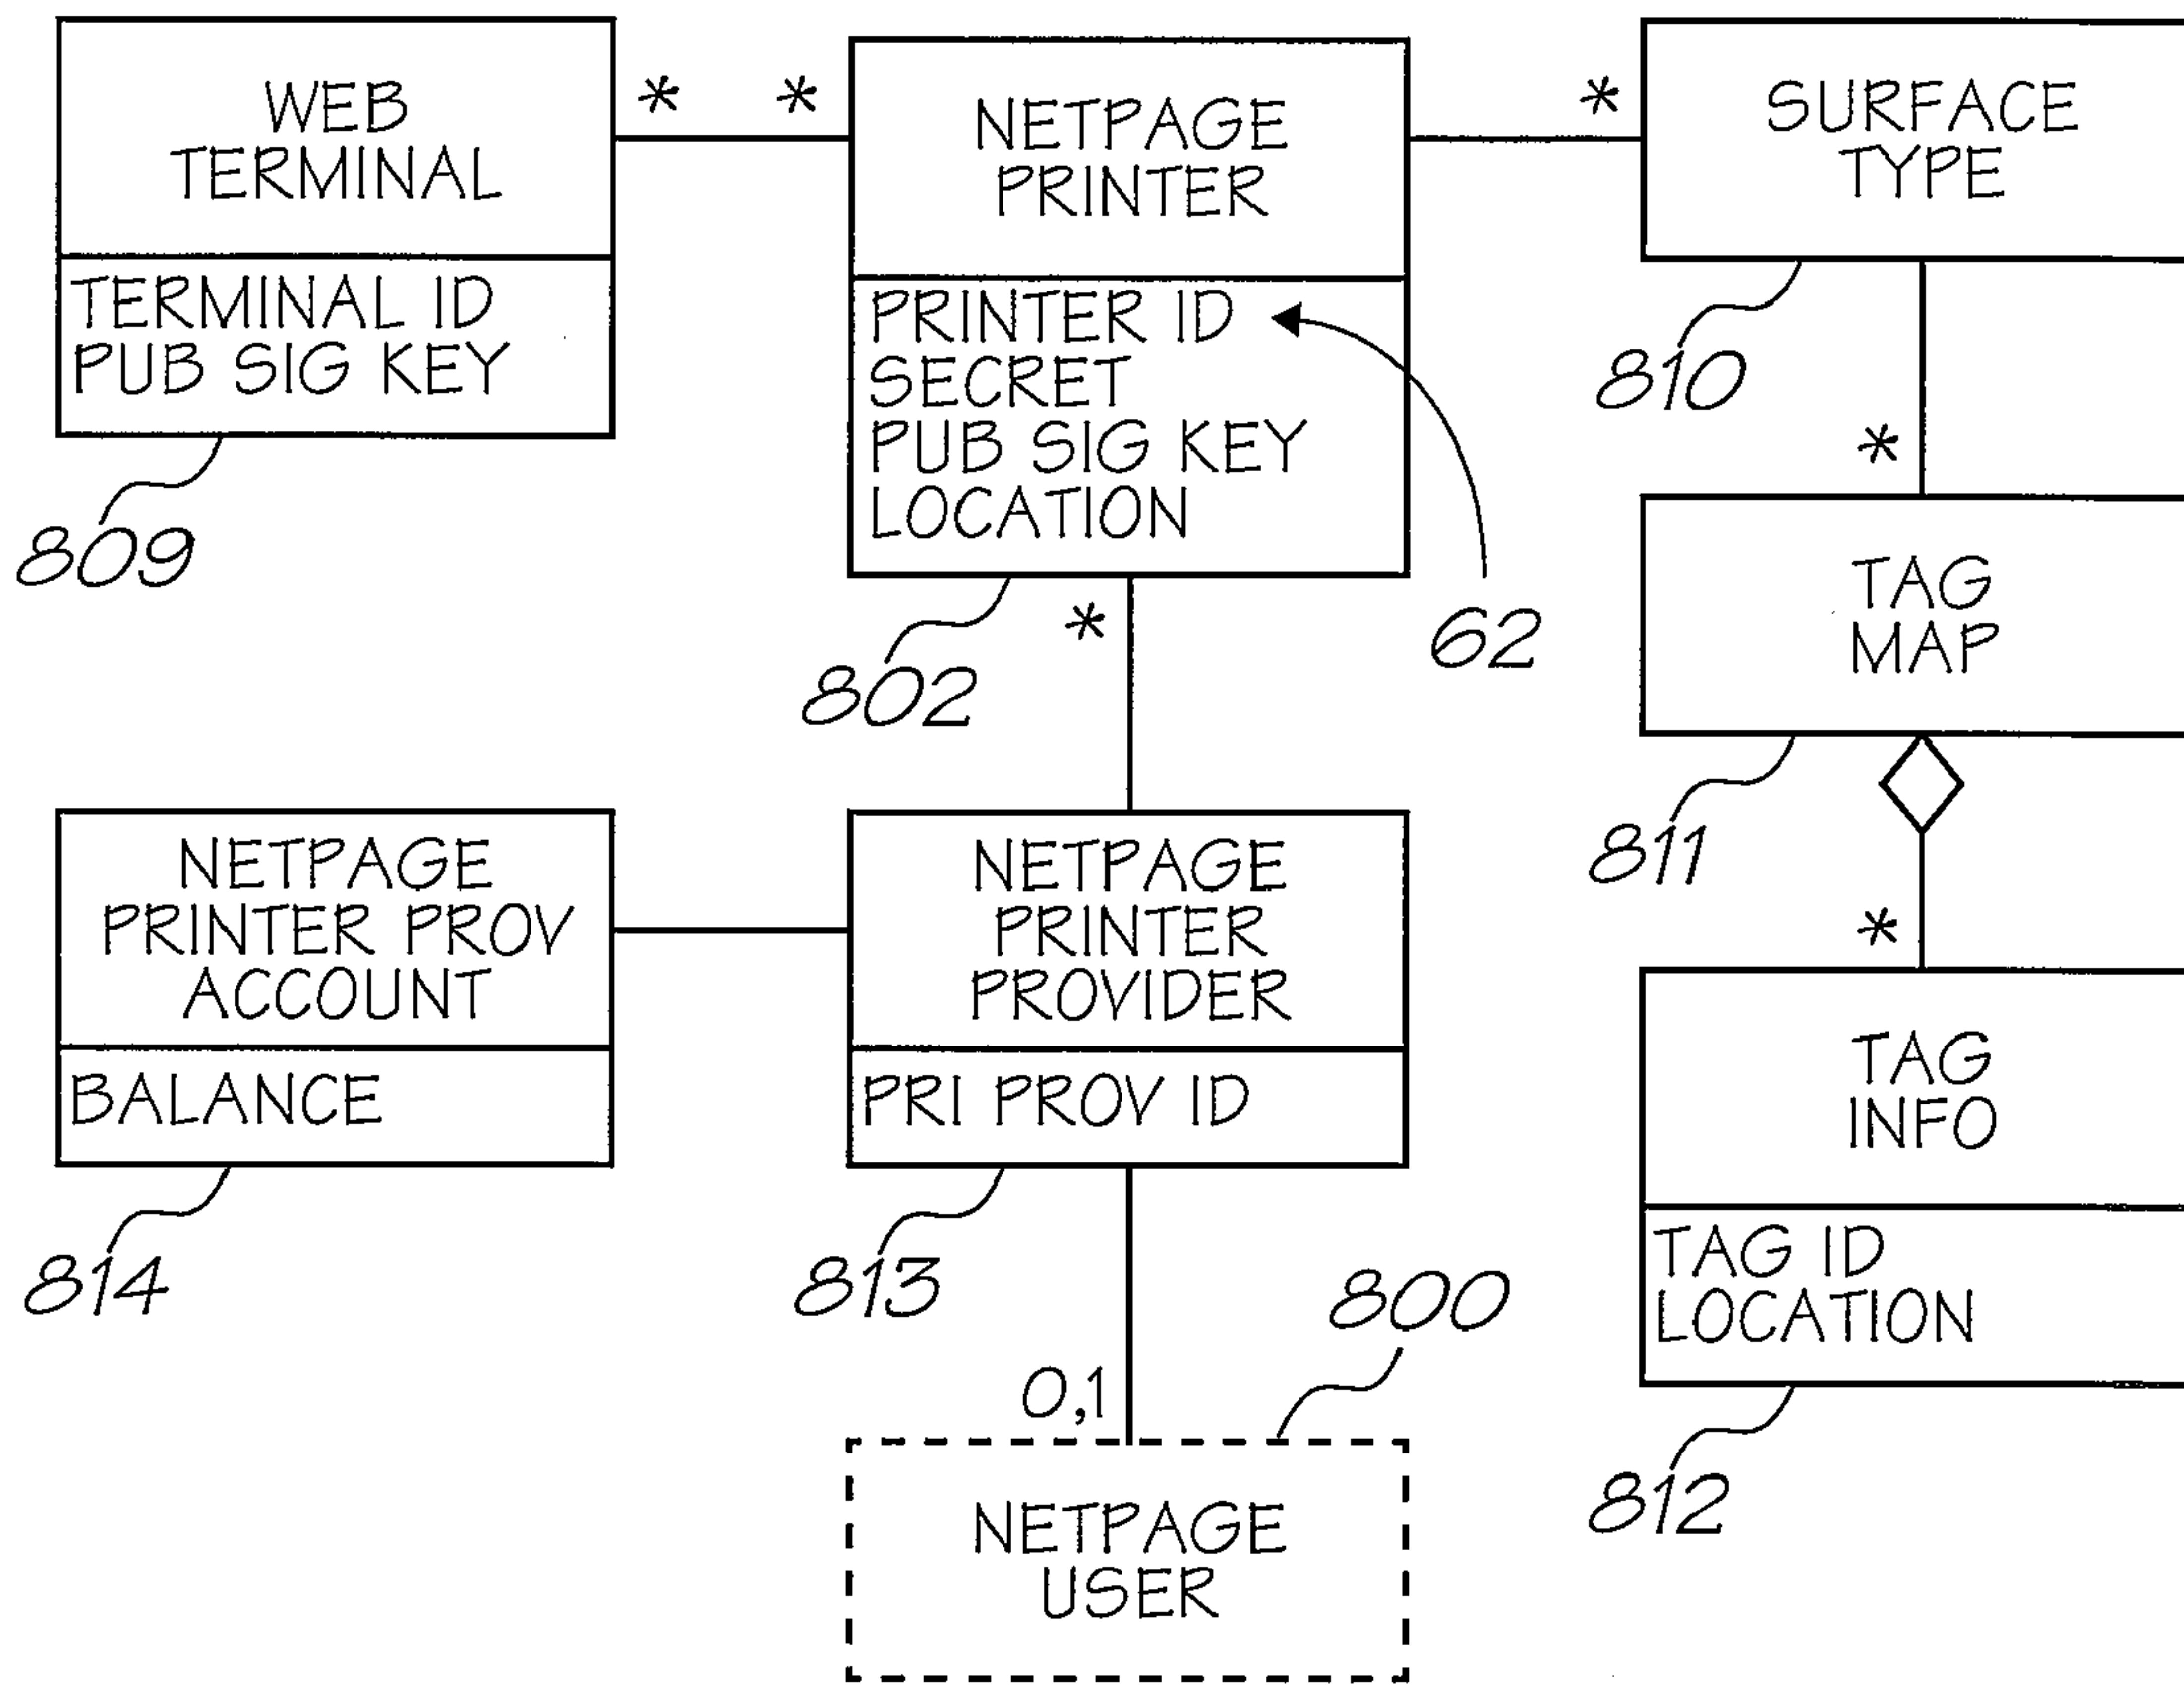 WEB
TERMINAL
TERMINAL ID
PUB SIG KEY
809
* *
NETPAGE
PRINTER
PRINTER ID
SECRET
PUB SIG KEY
LOCATION
802
62
*
*
SURFACE
TYPE
810
*
TAG
MAP
811
*
TAG
INFO
TAG ID
LOCATION
812
NETPAGE
PRINTER PROV
ACCOUNT
BALANCE
814
NETPAGE
PRINTER
PROVIDER
PRI PROV ID
813
800
0,1
NETPAGE
USER